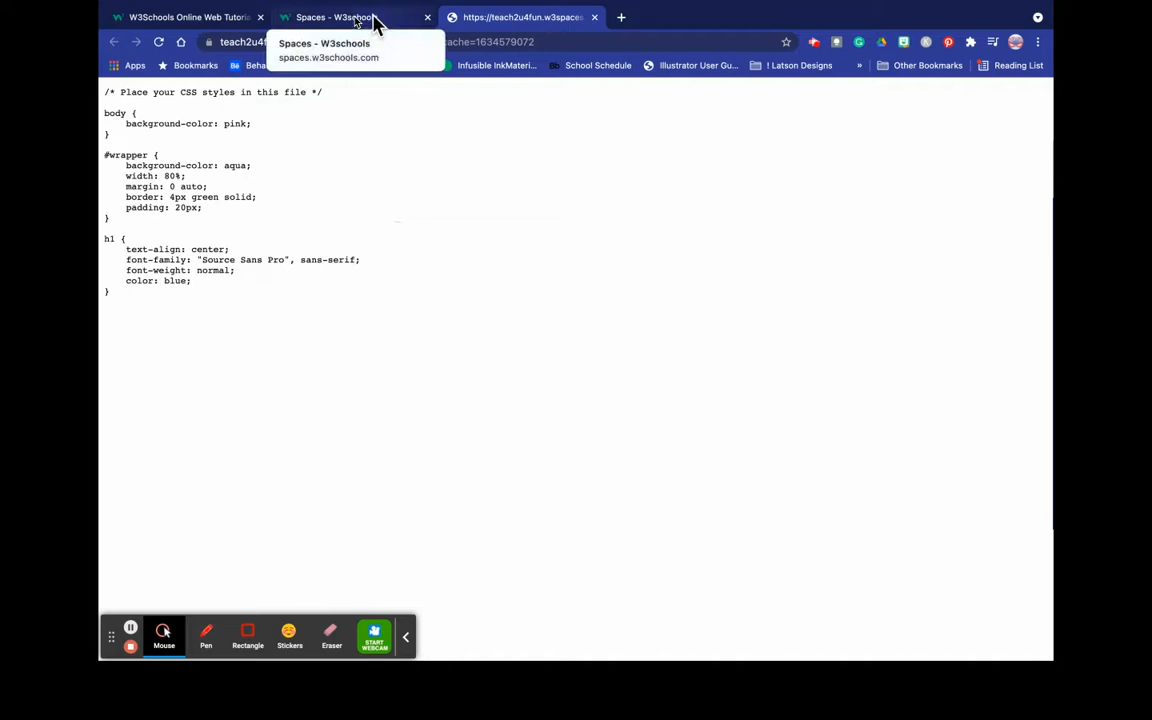 W3Schools Online Web Tutoria
Spaces - W3school
https://teach2u4fun.w3spaces
teach2u4f
cache=1634579072
Spaces - W3schools
spaces.w3schools.com
Apps
Bookmarks
Beha
Infusible InkMateri...
Bb School Schedule
Illustrator User Gu...
! Latson Designs
»
Other Bookmarks
Reading List
/* Place your CSS styles in this file */
body {
background-color: pink;
}
#wrapper {
background-color: aqua;
width: 80%;
margin: 0 auto;
border: 4px green solid;
padding: 20px;
}
h1 {
text-align: center;
font-family: "Source Sans Pro", sans-serif;
font-weight: normal;
color: blue;
}
Mouse
Pen
Rectangle
Stickers
Eraser
START
WEBCAM